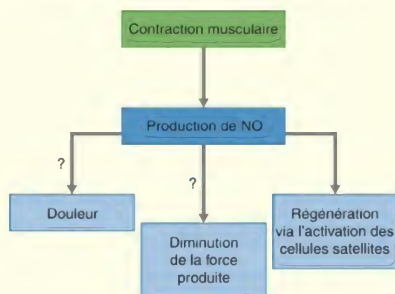 Contraction musculaire
Production de NO
?
?
Douleur
Diminution
de la force
produite
Régénération
via l'activation des
cellules satellites